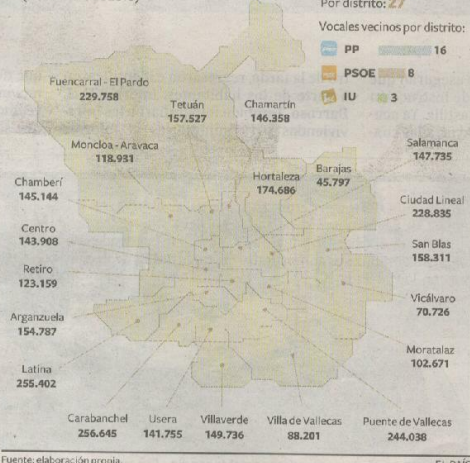 Por distrito: 27
Vocales vecinos por distrito:
PP 16
PSOE 8
IU 3
Fuencarral - El Pardo
229.758
Tetuán
157.527
Chamartín
146.358
Moncloa - Aravaca
118.931
Salamanca
147.735
Hortaleza
174.686
Barajas
45.797
Chamberí
145.144
Ciudad Lineal
228.835
Centro
143.908
San Blas
158.311
Retiro
123.159
Vicálvaro
70.726
Arganzuela
154.787
Moratalaz
102.671
Latina
255.402
Carabanchel
256.645
Usera
141.755
Villaverde
149.736
Villa de Vallecas
88.201
Puente de Vallecas
244.038
Fuente: elaboración propia.
EL PAÍS